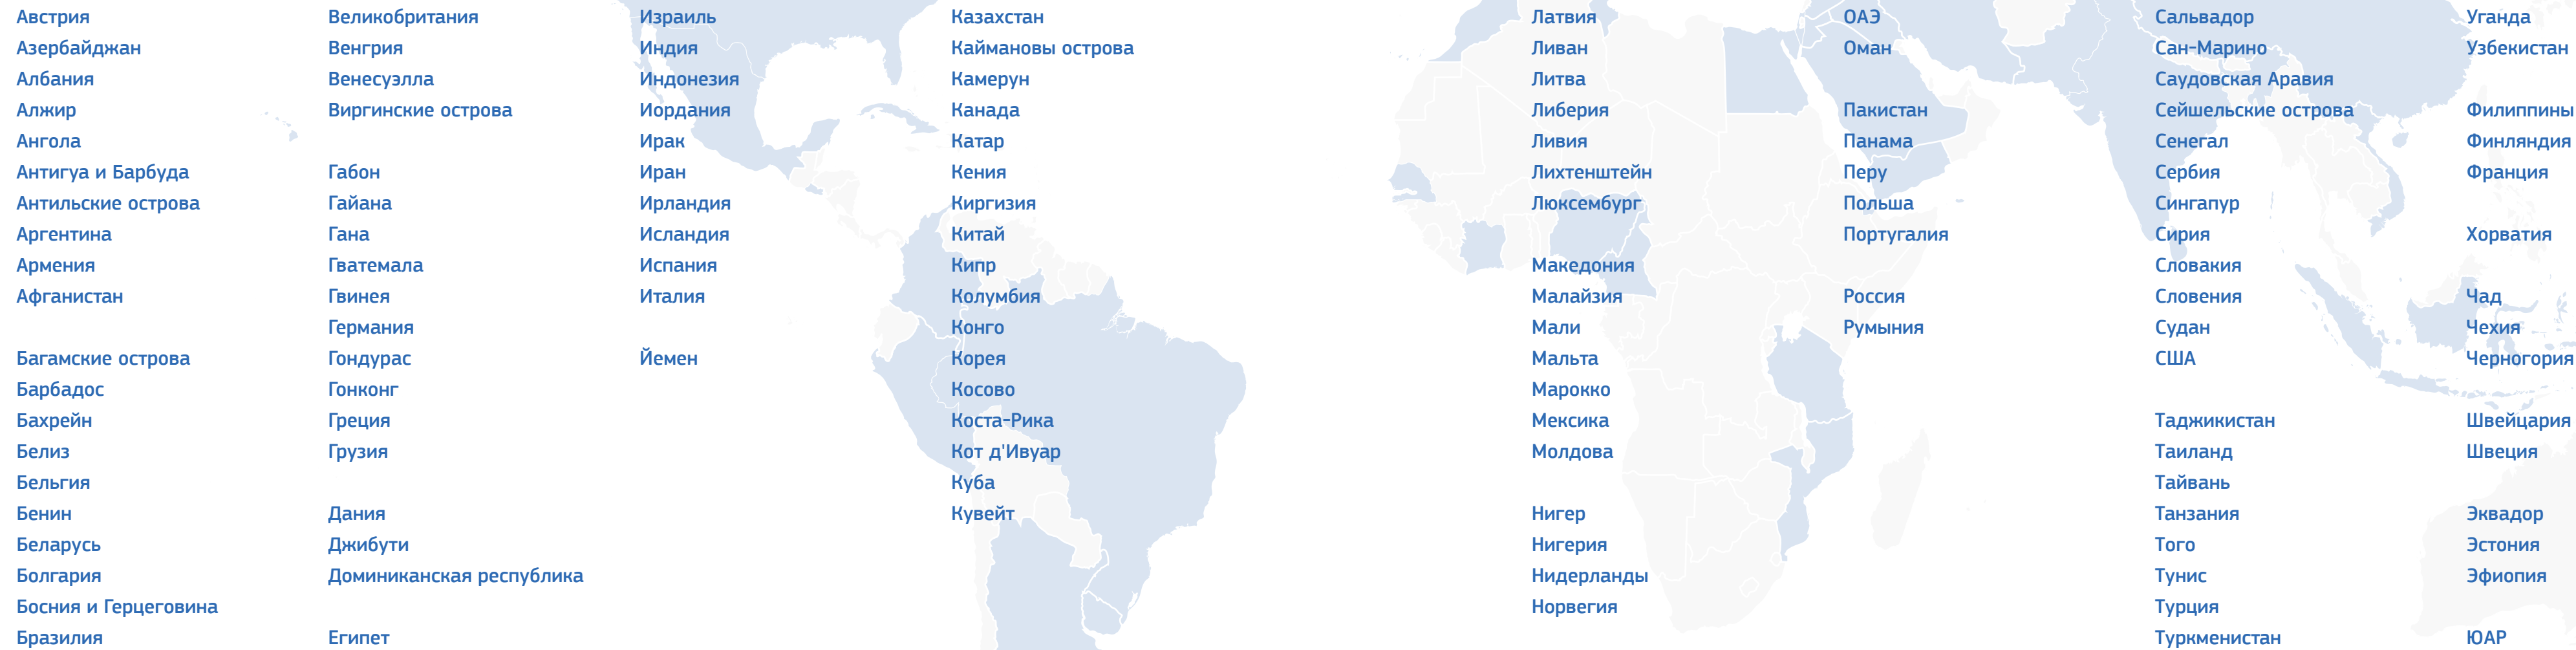 Австрия
Азербайджан
Албания
Алжир
Ангола
Антигуа и Барбуда
Антильские острова
Аргентина
Армения
Афганистан
Багамские острова
Барбадос
Бахрейн
Белиз
Бельгия
Бенин
Беларусь
Болгария
Босния и Герцеговина
Бразилия
Великобритания
Венгрия
Венесуэлла
Виргинские острова
Габон
Гайана
Гана
Гватемала
Гвинея
Германия
Гондурас
Гонконг
Греция
Грузия
Дания
Джибути
Доминиканская республика
Египет
Израиль
Индия
Индонезия
Иордания
Ирак
Иран
Ирландия
Исландия
Испания
Италия
Йемен
Казахстан
Каймановы острова
Камерун
Канада
Катар
Кения
Киргизия
Китай
Кипр
Колумбия
Конго
Корея
Косово
Коста-Рика
Кот д'Ивуар
Куба
Кувейт
Латвия
Ливан
Литва
Либерия
Ливия
Лихтенштейн
Люксембург
Македония
Малайзия
Мали
Мальта
Марокко
Мексика
Молдова
Нигер
Нигерия
Нидерланды
Норвегия
ОАЭ
Оман
Пакистан
Панама
Перу
Польша
Португалия
Россия
Румыния
Сальвадор
Сан-Марино
Саудовская Аравия
Сейшельские острова
Сенегал
Сербия
Сингапур
Сирия
Словакия
Словения
Судан
США
Таджикистан
Таиланд
Тайвань
Танзания
Того
Тунис
Турция
Туркменистан
Уганда
Узбекистан
Филиппины
Финляндия
Франция
Хорватия
Чад
Чехия
Черногория
Швейцария
Швеция
Эквадор
Эстония
Эфиопия
ЮАР